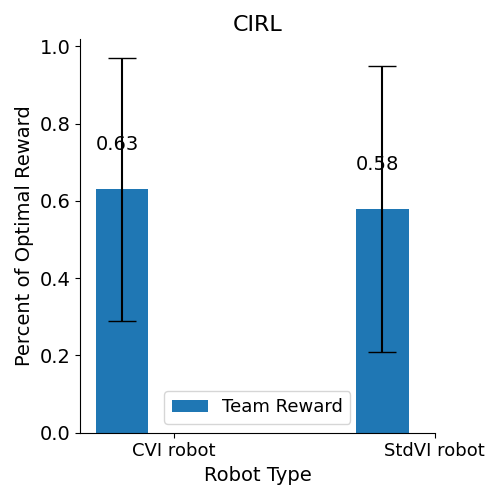 CIRL
Percent of Optimal Reward
1.0
0.8
0.6
0.4
0.2
0.0
0.63
0.58
Team Reward
CVI robot
StdVI robot
Robot Type